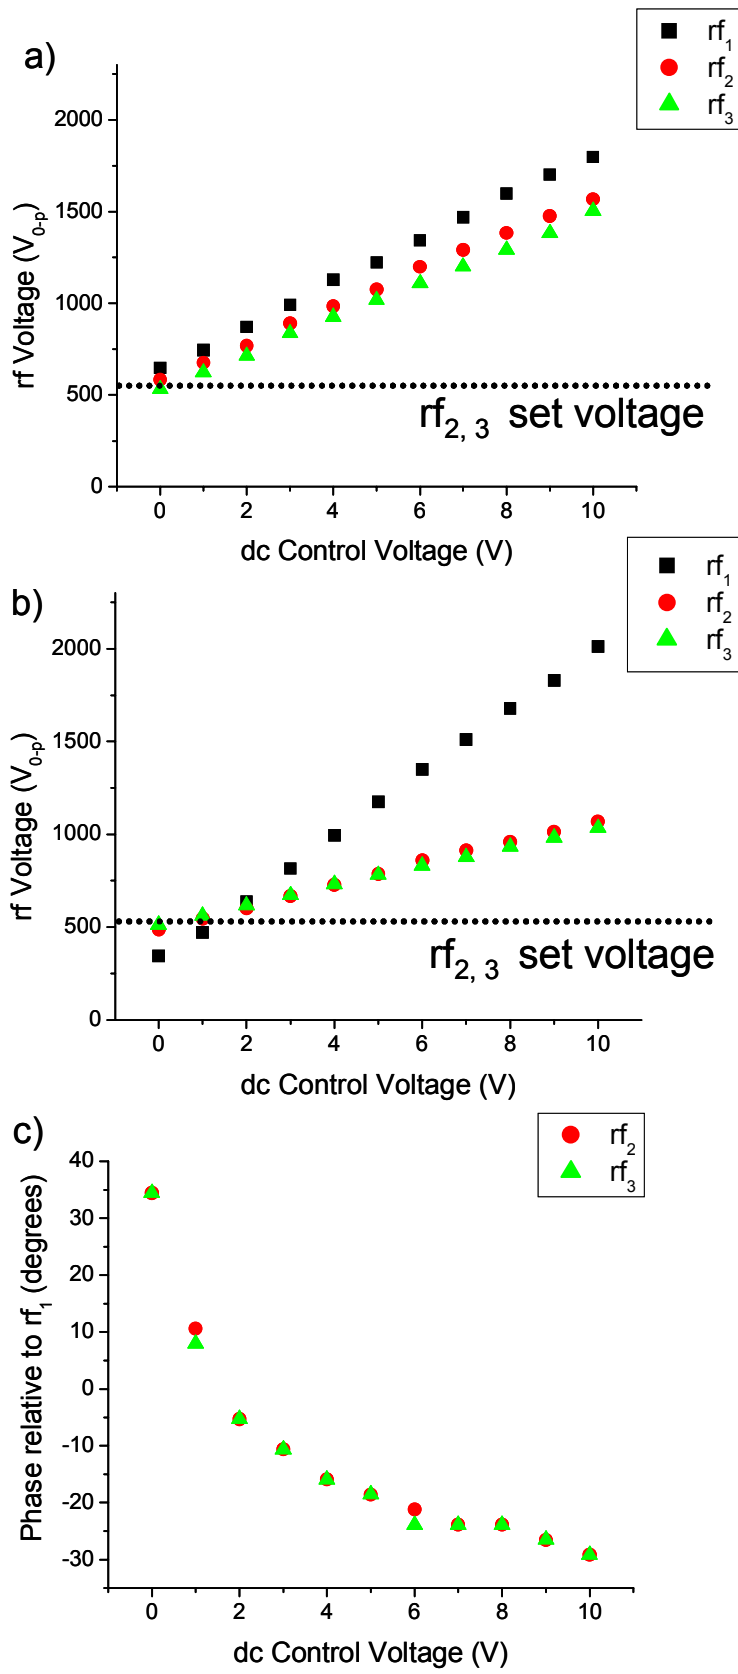 a)
rf1
rf2
rf3
2000
1500
1000
500
0
rf Voltage (V0-p)
rf2, 3 set voltage
0 2 4 6 8 10
dc Control Voltage (V)
b)
rf1
rf2
rf3
2000
1500
1000
500
0
rf Voltage (V0-p)
rf2, 3 set voltage
0 2 4 6 8 10
dc Control Voltage (V)
c)
rf2
rf3
40
30
20
10
0
-10
-20
-30
Phase relative to rf1 (degrees)
0 2 4 6 8 10
dc Control Voltage (V)